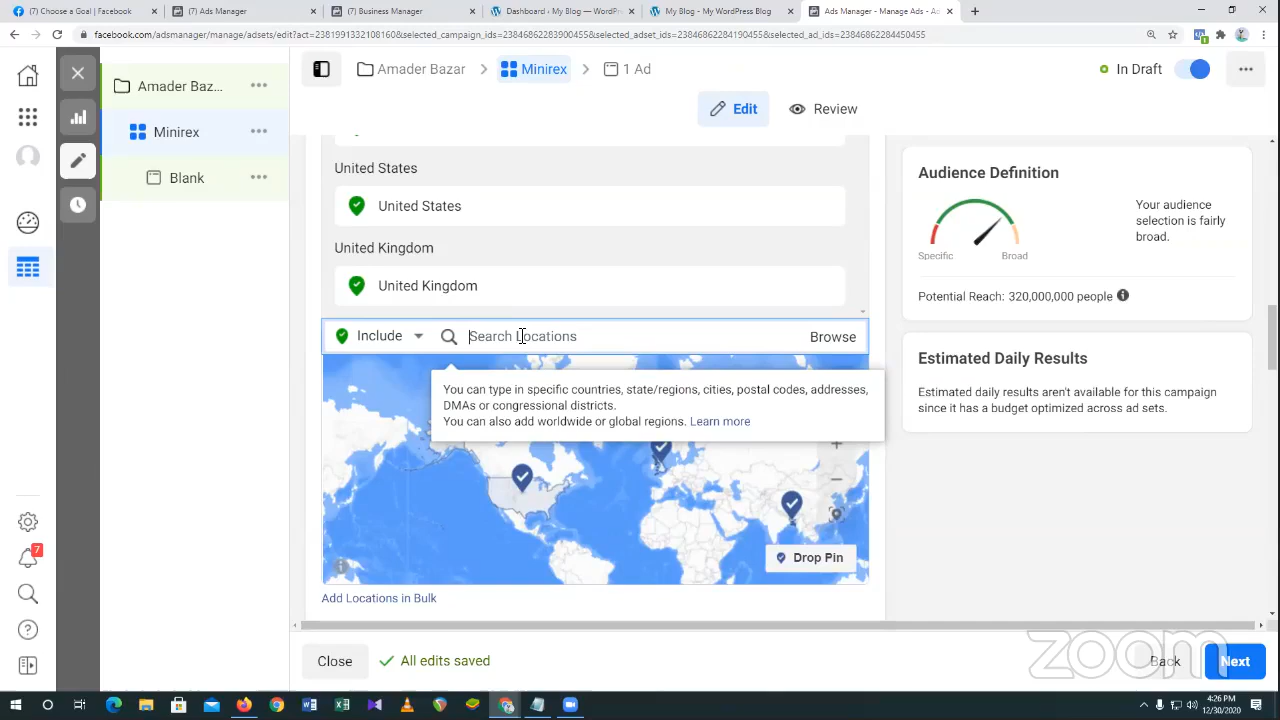 (7) Choose a Goal | Facebook
(7) Ads Manager
(7) Business Manager
Dashboard ‹ My Blog — WordPre
My Blog – My WordPress Blog
Ads Manager - Ads Manager - Ad
facebook.com/adsmanager/manage/assets/edit?act=2381991332108160&selected_campaign_ids=23846862283900455&selected_adset_ids=23846862284190455&selected_ad_ids=23846862284450455
Amader Bazar
Minirex
1 Ad
In Draft
Amader Baz...
Minirex
Blank
Edit
Review
United States
United States
United Kingdom
United Kingdom
Include
Search Locations
Browse
You can type in specific countries, state/regions, cities, postal codes, addresses,
DMAs or congressional districts.
You can also add worldwide or global regions. Learn more
Drop Pin
Add Locations in Bulk
Audience Definition
Your audience
selection is fairly
broad.
Specific
Broad
Potential Reach: 320,000,000 people
Estimated Daily Results
Estimated daily results aren't available for this campaign
since it has a budget optimized across ad sets.
7
Close
All edits saved
zoom
Back
Next
4:26 PM
12/30/2020